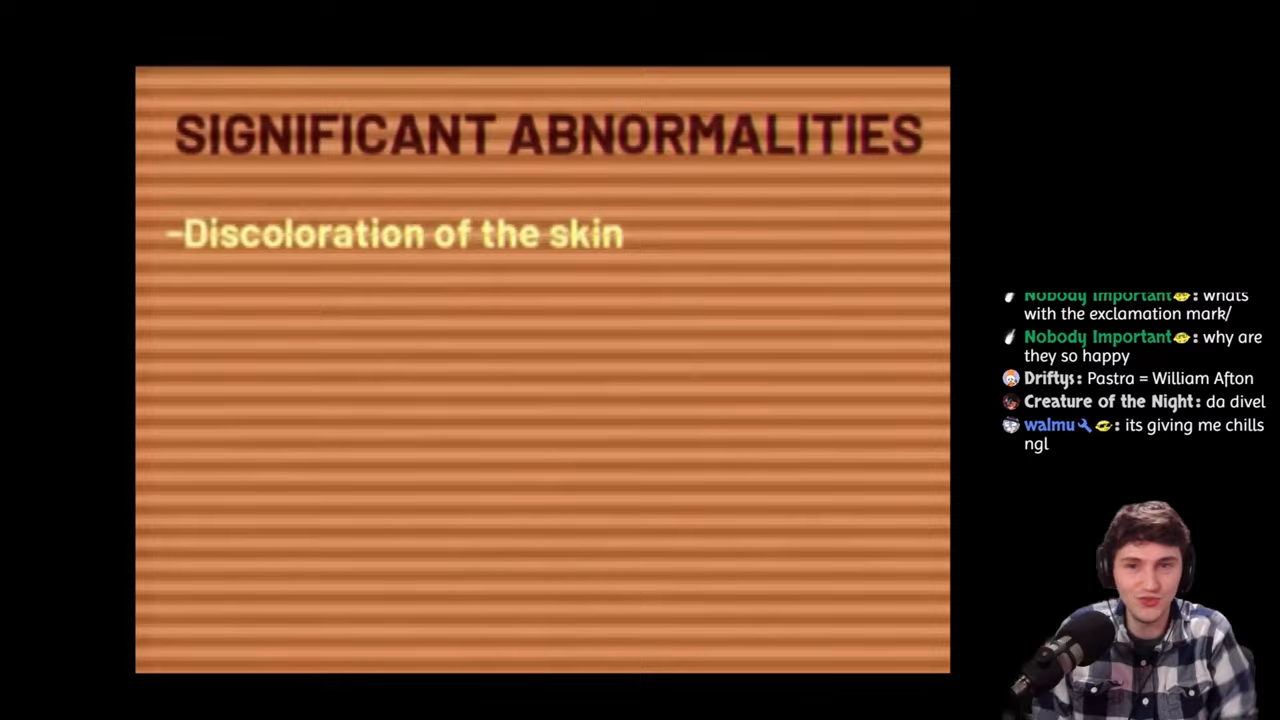 SIGNIFICANT ABNORMALITIES
-Discoloration of the skin
Nobody Important: whats
with the exclamation mark/
Nobody Important: why are
they so happy
Driftys: Pastra = William Afton
Creature of the Night: da divel
walmu: its giving me chills
ngl